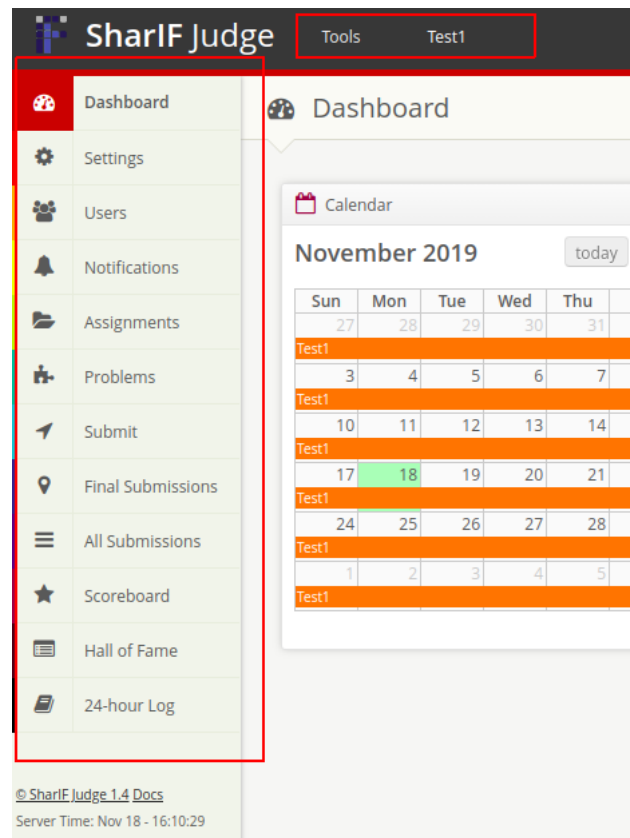 SharIF Judge
Tools Test1
Dashboard
Settings
Users
Notifications
Assignments
Problems
Submit
Final Submissions
All Submissions
Scoreboard
Hall of Fame
24-hour Log
© SharIF Judge 1.4 Docs
Server Time: Nov 18 - 16:10:29
Dashboard
Calendar
November 2019 today
Sun Mon Tue Wed Thu
27 28 29 30 31
Test1
3 4 5 6 7
Test1
10 11 12 13 14
Test1
17 18 19 20 21
Test1
24 25 26 27 28
Test1
1 2 3 4 5
Test1